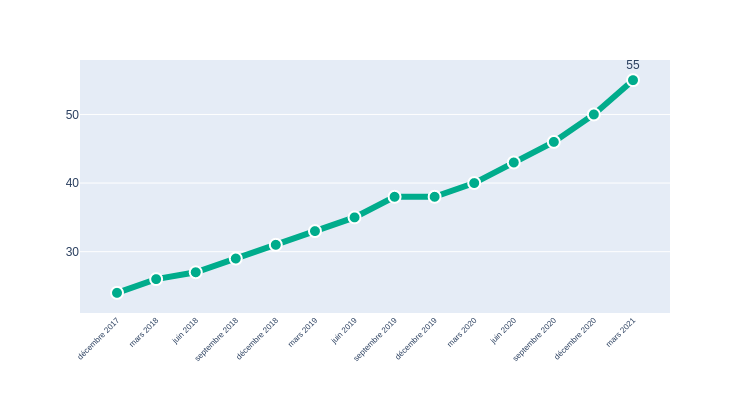 55
50
40
30
décembre 2017
mars 2018
juin 2018
septembre 2018
décembre 2018
mars 2019
juin 2019
septembre 2019
décembre 2019
mars 2020
juin 2020
septembre 2020
décembre 2020
mars 2021